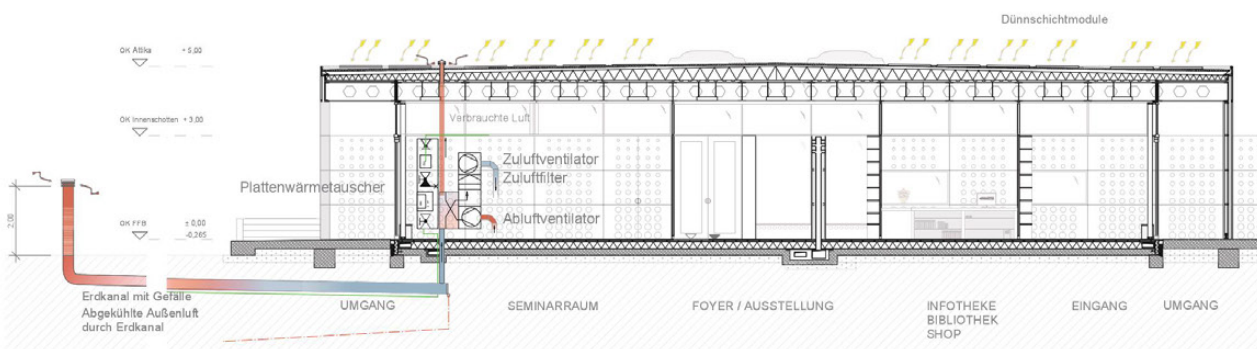 Dünnschichtmodule
OK Attika + 5,00
OK Innenschotten + 3,00
Verbrauchte Luft
Zuluftventilator
Zuluftfilter
Plattenwärmetauscher
Abluftventilator
2,00
OK FFB ± 0,00
-0,265
Erdkanal mit Gefälle
Abgekühlte Außenluft
durch Erdkanal
UMGANG
SEMINARRAUM
FOYER / AUSSTELLUNG
INFOTHEKE
BIBLIOTHEK
SHOP
EINGANG
UMGANG